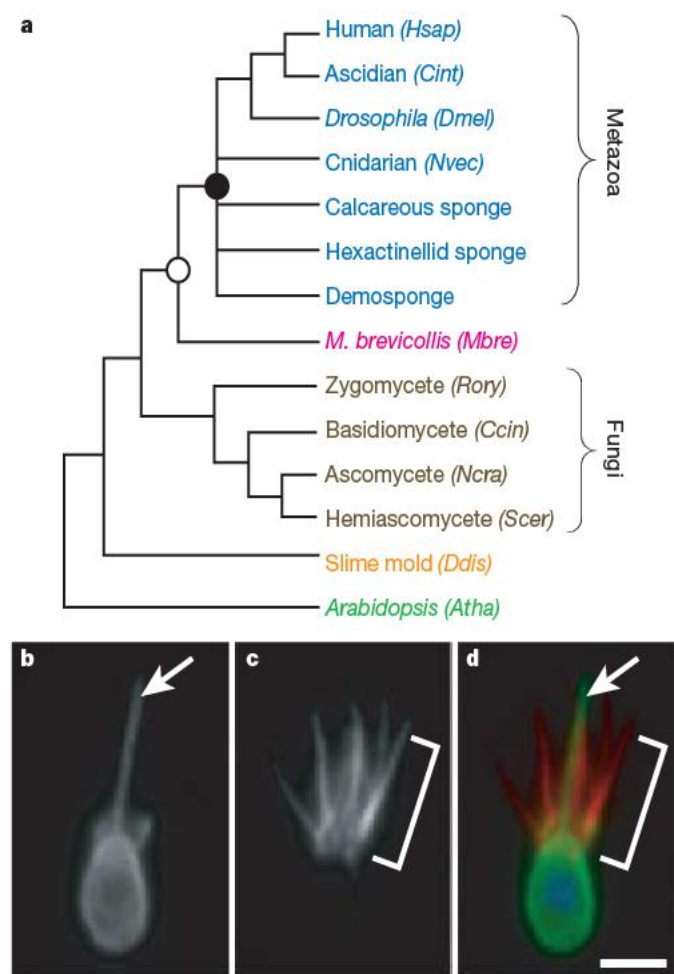 a
Human (Hsap)
Ascidian (Cint)
Drosophila (Dmel)
Cnidarian (Nvec)
Calcareous sponge
Hexactinellid sponge
Demosponge
Metazoa
M. brevicollis (Mbre)
Zygomycete (Rory)
Basidiomycete (Ccin)
Ascomycete (Ncra)
Hemiascomycete (Scer)
Fungi
Slime mold (Ddis)
Arabidopsis (Atha)
b
c
d